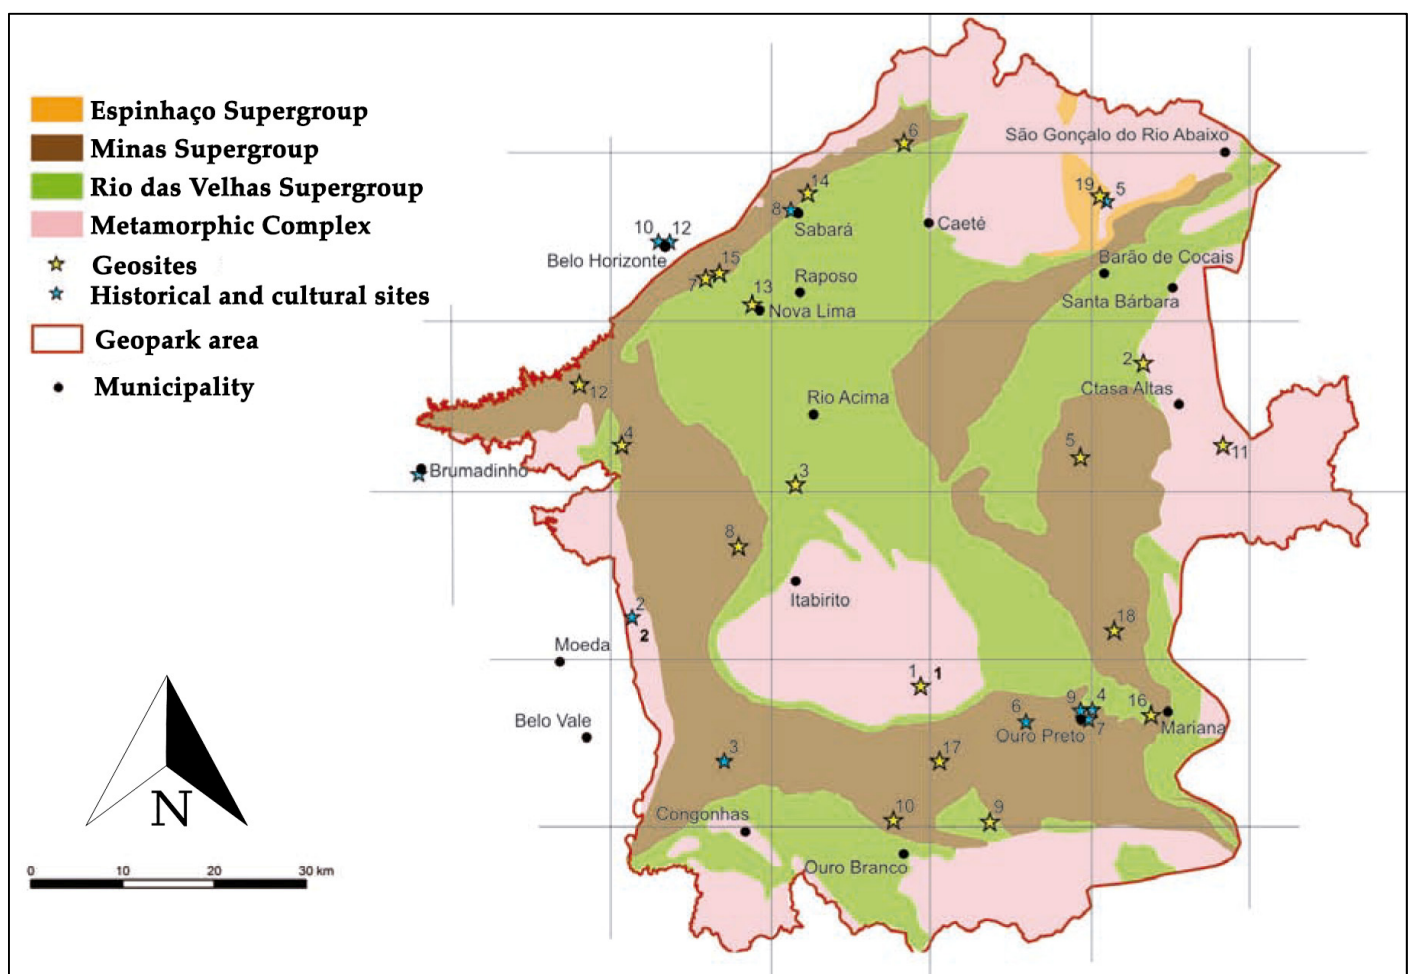 Espinhaço Supergroup
Minas Supergroup
Rio das Velhas Supergroup
Metamorphic Complex
Geosites
Historical and cultural sites
Geopark area
Municipality
N
0 10 20 30 km
6
São Gonçalo do Rio Abaixo
14
19 5
8
Sabará
Caeté
10 12
Belo Horizonte
15
7
Barão de Cocais
Raposo
13
Nova Lima
Santa Bárbara
2
12
Ctasa Altas
Rio Acima
4
5
11
Brumadinho
3
8
Itabirito
2
2
18
Moeda
1 1
Belo Vale
6
9 4
7
16
Ouro Preto
Mariana
3
17
Congonhas
10
9
Ouro Branco